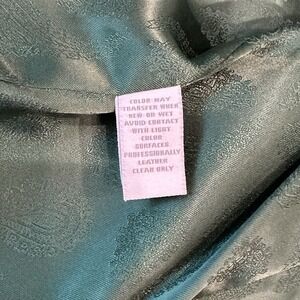 COLOR MAY
TRANSFER WHEN
NEW OR WET
AVOID CONTACT
WITH LIGHT
COLOR
SURFACES
PROFESSIONALLY
LEATHER
CLEAN ONLY